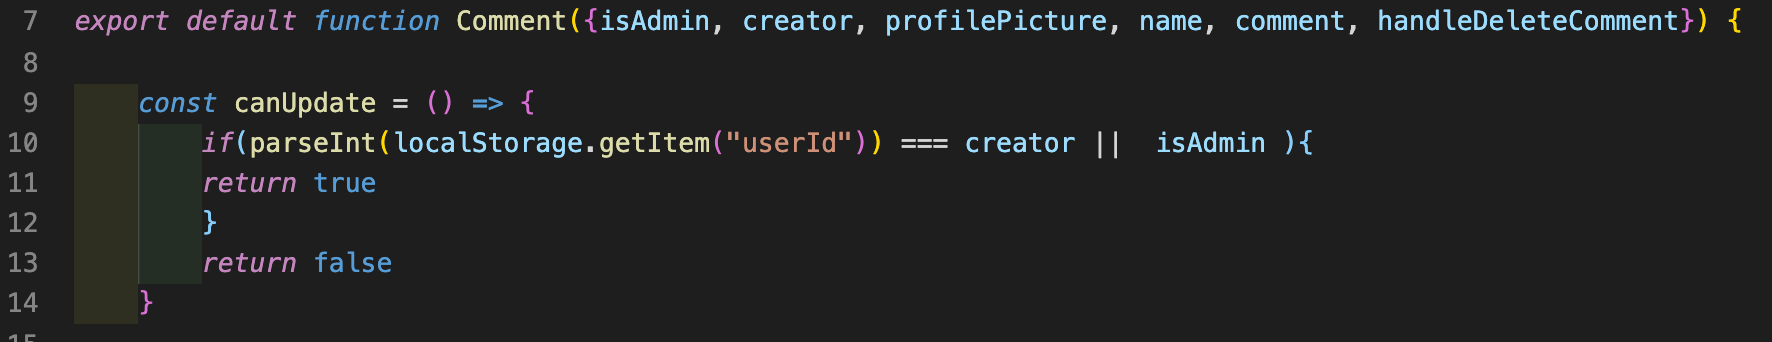 7 export default function Comment({isAdmin, creator, profilePicture, name, comment, handleDeleteComment}) {
8
9 const canUpdate = () => {
10 if(parseInt(localStorage.getItem("userId")) === creator ||  isAdmin ){
11 return true
12 }
13 return false
14 }
15